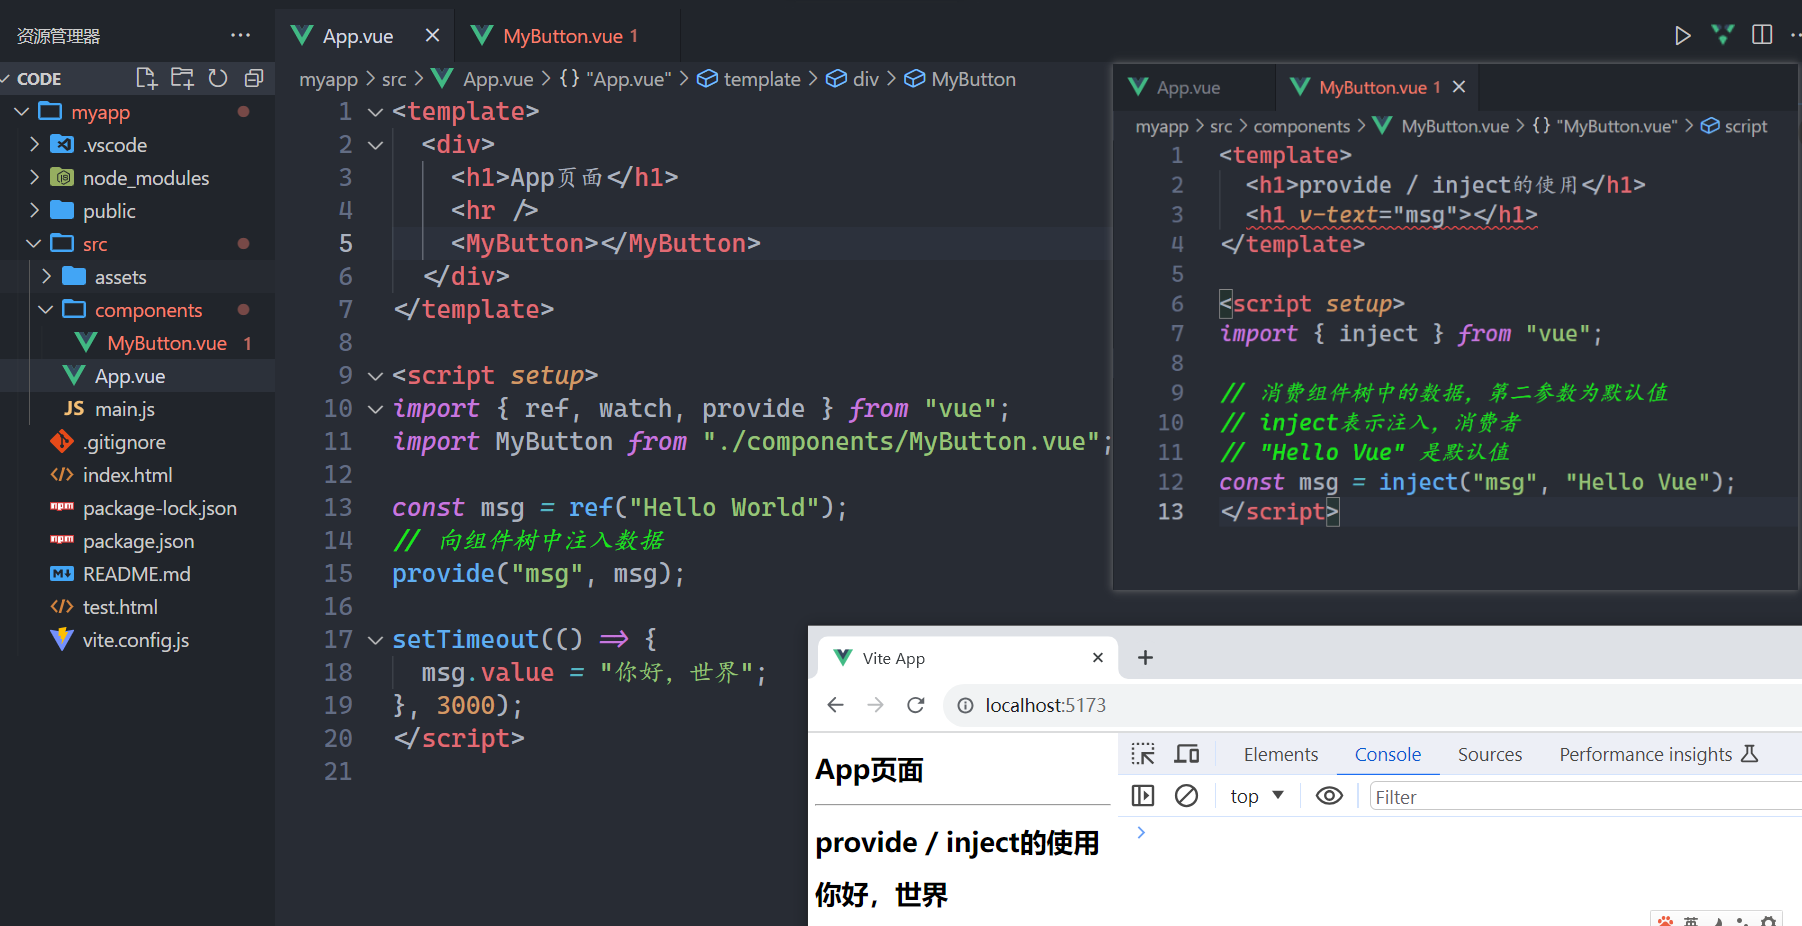 资源管理器
CODE
myapp
.vscode
node_modules
public
src
assets
components
MyButton.vue 1
App.vue
JS main.js
.gitignore
index.html
npm package-lock.json
npm package.json
README.md
test.html
vite.config.js
App.vue
MyButton.vue 1
myapp > src > App.vue > {} "App.vue" > template > div > MyButton
1 <template>
2 <div>
3 <h1>App页面</h1>
4 <hr />
5 <MyButton></MyButton>
6 </div>
7 </template>
8
9 <script setup>
10 import { ref, watch, provide } from "vue";
11 import MyButton from "./components/MyButton.vue";
12
13 const msg = ref("Hello World");
14 // 向组件树中注入数据
15 provide("msg", msg);
16
17 setTimeout(() => {
18 msg.value = "你好，世界";
19 }, 3000);
20 </script>
21
App.vue
MyButton.vue 1
myapp > src > components > MyButton.vue > {} "MyButton.vue" > script
1 <template>
2 <h1>provide / inject的使用</h1>
3 <h1 v-text="msg"></h1>
4 </template>
5
6 <script setup>
7 import { inject } from "vue";
8
9 // 消费组件树中的数据，第二参数为默认值
10 // inject表示注入，消费者
11 // "Hello Vue" 是默认值
12 const msg = inject("msg", "Hello Vue");
13 </script>
Vite App
localhost:5173
App页面
provide / inject的使用
你好，世界
Elements Console Sources Performance insights
top Filter
英